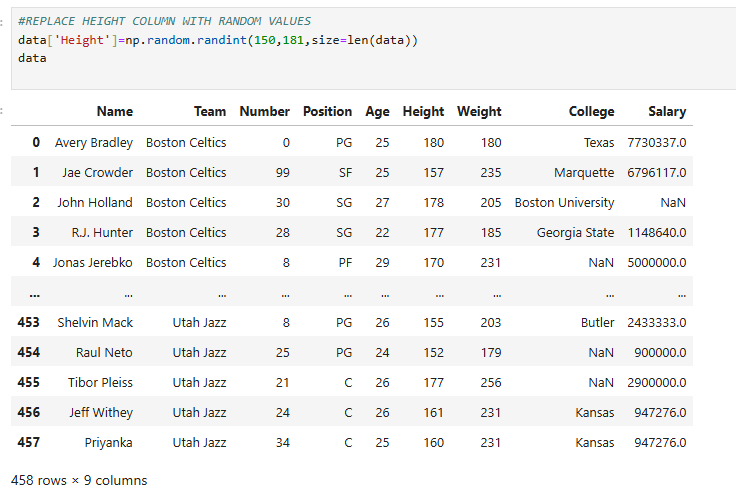 #REPLACE HEIGHT COLUMN WITH RANDOM VALUES
data['Height']=np.random.randint(150,181,size=len(data))
data
Name Team Number Position Age Height Weight College Salary
0 Avery Bradley Boston Celtics 0 PG 25 180 180 Texas 7730337.0
1 Jae Crowder Boston Celtics 99 SF 25 157 235 Marquette 6796117.0
2 John Holland Boston Celtics 30 SG 27 178 205 Boston University NaN
3 R.J. Hunter Boston Celtics 28 SG 22 177 185 Georgia State 1148640.0
4 Jonas Jerebko Boston Celtics 8 PF 29 170 231 NaN 5000000.0
... ... ... ... ... ... ... ... ... ...
453 Shelvin Mack Utah Jazz 8 PG 26 155 203 Butler 2433333.0
454 Raul Neto Utah Jazz 25 PG 24 152 179 NaN 900000.0
455 Tibor Pleiss Utah Jazz 21 C 26 177 256 NaN 2900000.0
456 Jeff Withey Utah Jazz 24 C 26 161 231 Kansas 947276.0
457 Priyanka Utah Jazz 34 C 25 160 231 Kansas 947276.0
458 rows × 9 columns